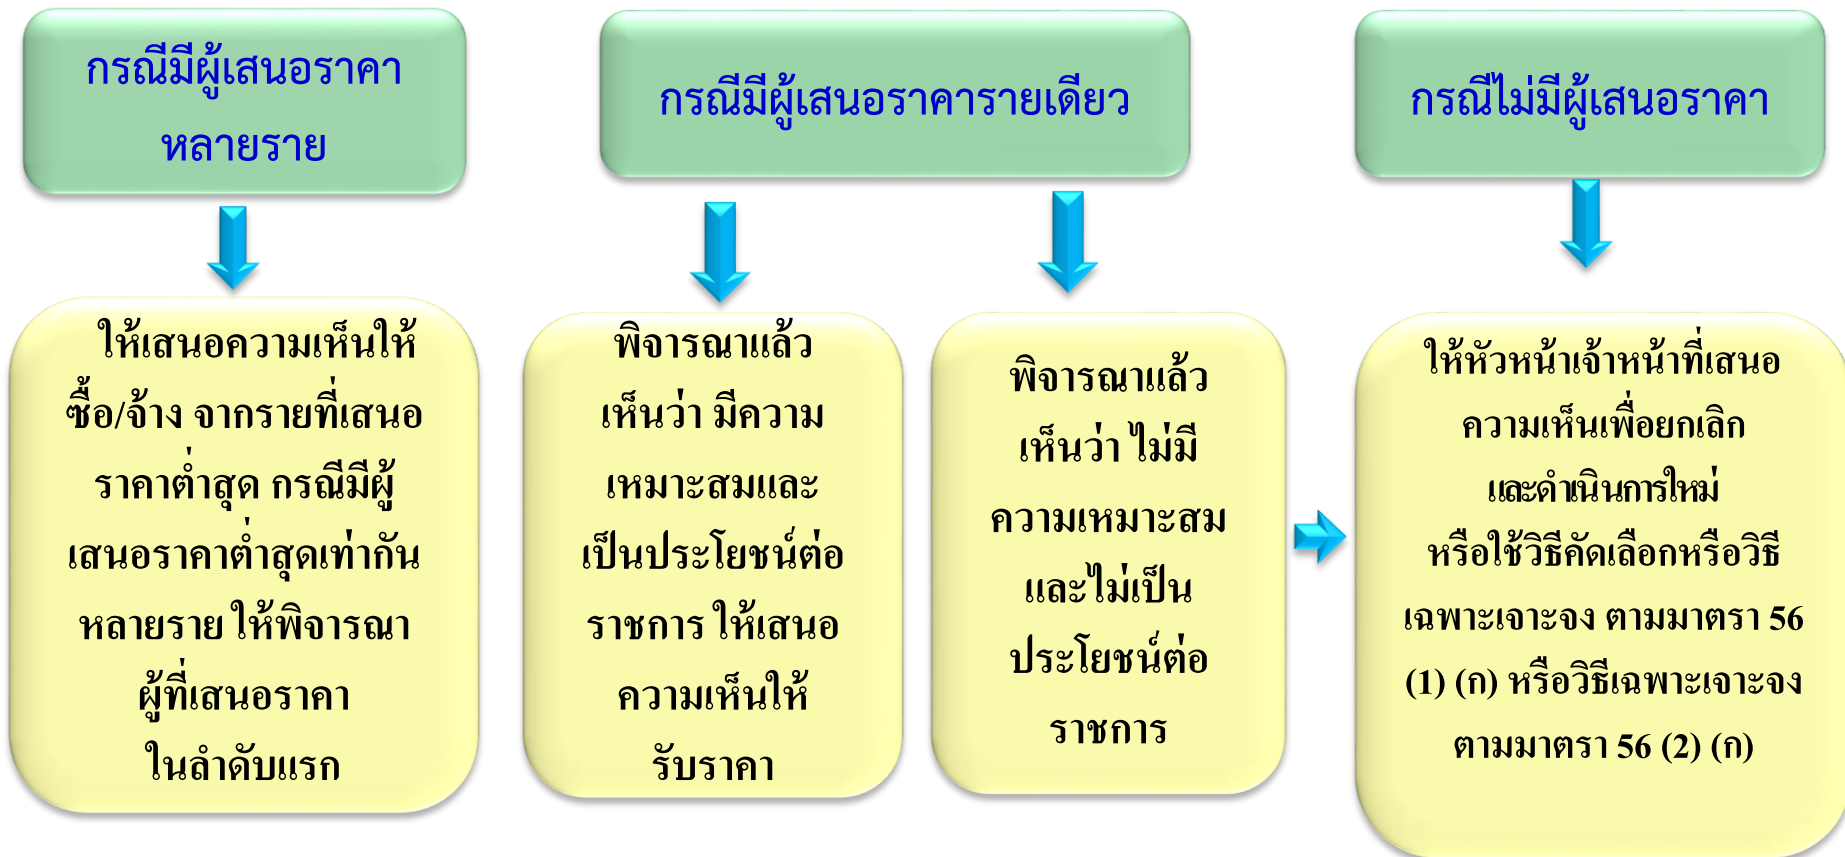 กรณีมีผู้เสนอราคา
หลายราย
กรณีมีผู้เสนอราคารายเดียว
กรณีไม่มีผู้เสนอราคา
ให้เสนอความเห็นให้
ซื้อ/จ้าง จากรายที่เสนอ
ราคาต่ำสุด กรณีมีผู้
เสนอราคาต่ำสุดเท่ากัน
หลายราย ให้พิจารณา
ผู้ที่เสนอราคา
ในลำดับแรก
พิจารณาแล้ว
เห็นว่า มีความ
เหมาะสมและ
เป็นประโยชน์ต่อ
ราชการ ให้เสนอ
ความเห็นให้
รับราคา
พิจารณาแล้ว
เห็นว่า ไม่มี
ความเหมาะสม
และไม่เป็น
ประโยชน์ต่อ
ราชการ
ให้หัวหน้าเจ้าหน้าที่เสนอ
ความเห็นเพื่อยกเลิก
และดำเนินการใหม่
หรือใช้วิธีคัดเลือกหรือวิธี
เฉพาะเจาะจง ตามมาตรา 56
(1) (ก) หรือวิธีเฉพาะเจาะจง
ตามมาตรา 56 (2) (ก)